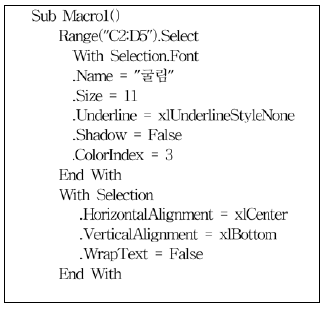 Sub Macro1()
Range("C2:D5").Select
With Selection.Font
.Name = "굴림"
.Size = 11
.Underline = xlUnderlineStyleNone
.Shadow = False
.ColorIndex = 3
End With
With Selection
.HorizontalAlignment = xlCenter
.VerticalAlignment = xlBottom
.WrapText = False
End With